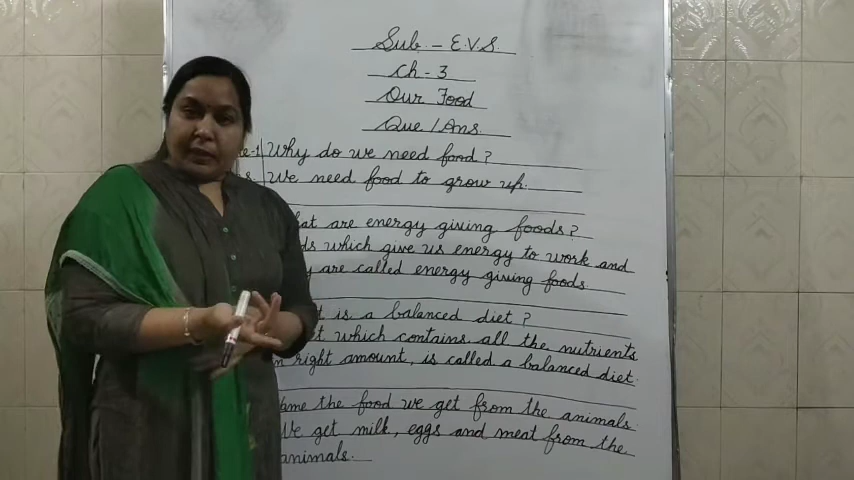 Sub. - E.V.S.
Ch - 3
Our Food
Que / Ans.
Why do we need food?
We need food to grow up.
are energy giving foods?
which give us energy to work and
are called energy giving foods.
is a balanced diet?
which contains all the nutrients
right amount, is called a balanced diet.
the food we get from the animals.
We get milk, eggs and meat from the
animals.